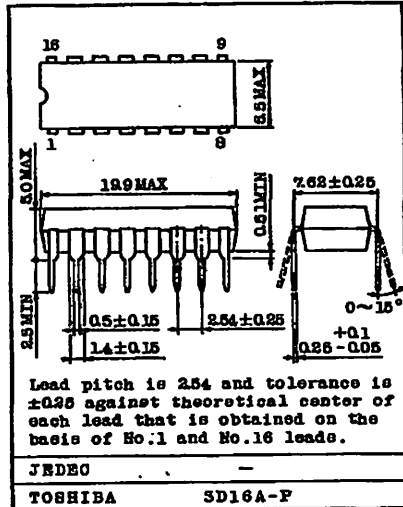 16 9
6.5MAX
1 8
5.0MAX
19.9MAX
0.51MIN
7.62±0.25
2.5MIN
0.5±0.15
2.54±0.25
1.4±0.15
0~15°
+0.1
0.25-0.05
Lead pitch is 2.54 and tolerance is
±0.25 against theoretical center of
each lead that is obtained on the
basis of No.1 and No.16 leads.
JEDEC —
TOSHIBA 3D16A-P